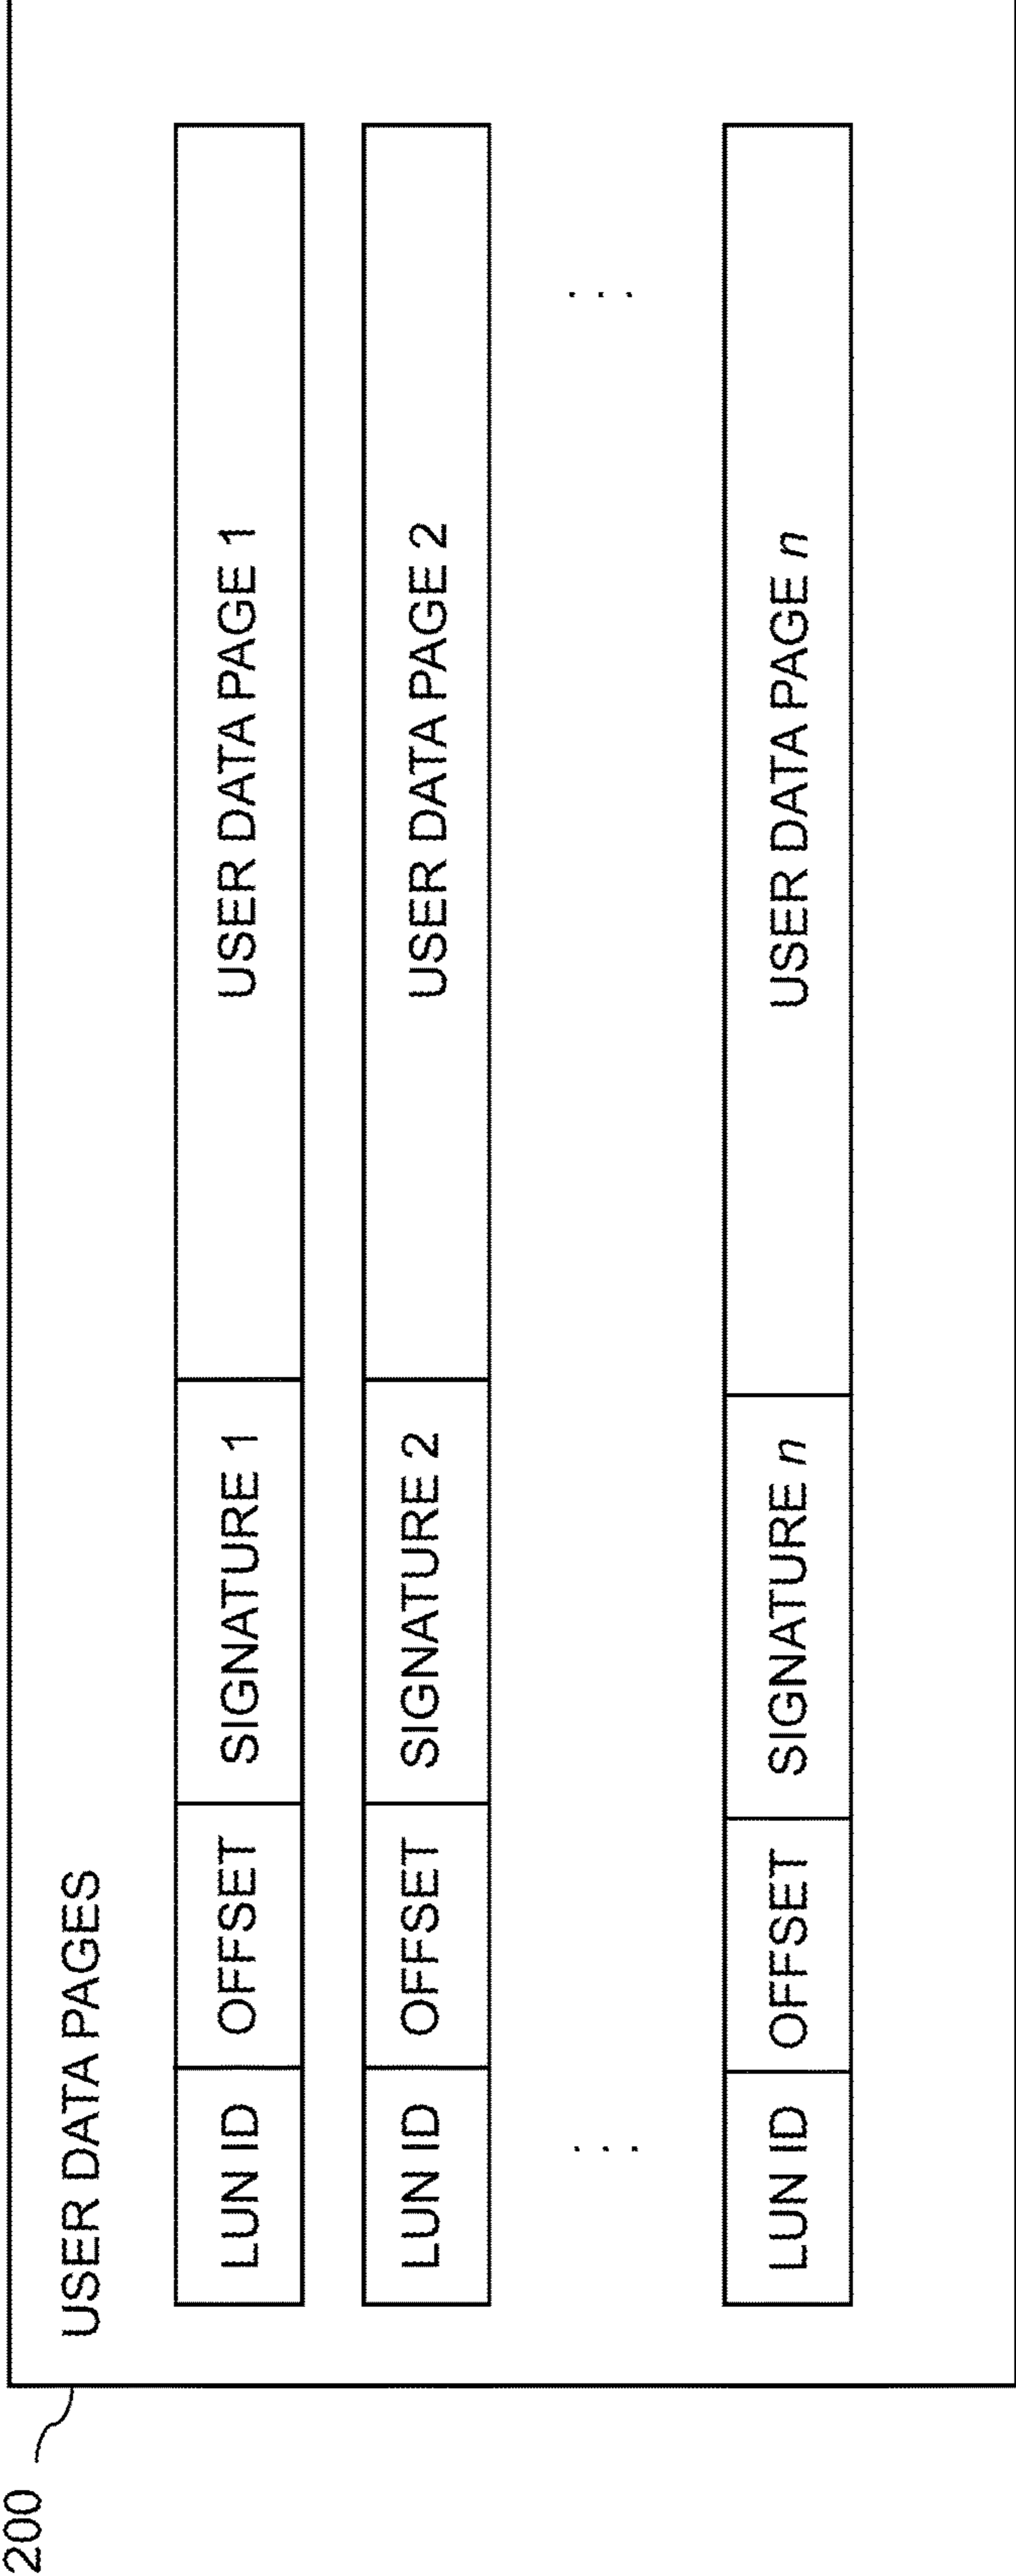 200
USER DATA PAGES
LUN ID OFFSET SIGNATURE 1 USER DATA PAGE 1
LUN ID OFFSET SIGNATURE 2 USER DATA PAGE 2
. . . . . .
LUN ID OFFSET SIGNATURE n USER DATA PAGE n